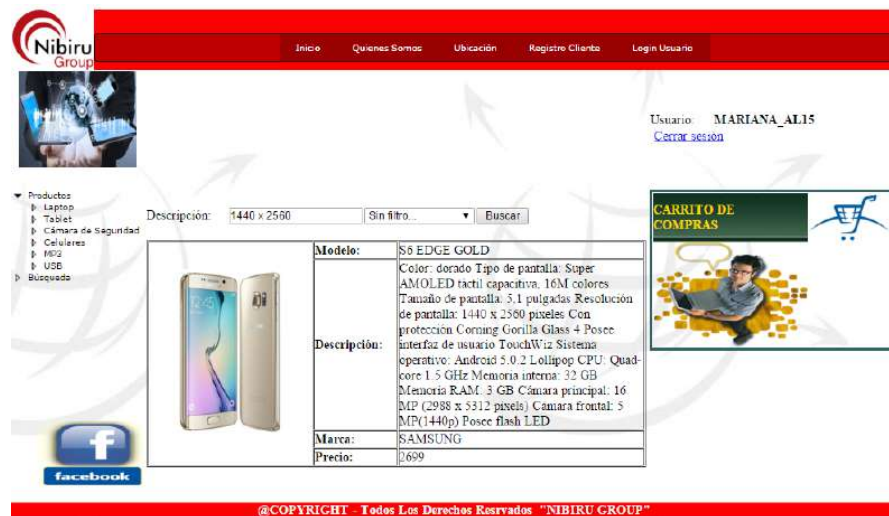 Nibiru
Group
Inicio Quienes Somos Ubicación Registro Cliente Login Usuario
Usuario: MARIANA_AL15
Cerrar sesión
Productos
Laptop
Tablet
Cámara de Seguridad
Celulares
MP3
USB
Búsqueda
Descripción: 1440 x 2560 Sin filtro... Buscar
CARRITO DE
COMPRAS
Modelo: S6 EDGE GOLD
Descripción:
Color: dorado Tipo de pantalla: Super
AMOLED táctil capacitiva, 16M colores
Tamaño de pantalla: 5,1 pulgadas Resolución
de pantalla: 1440 x 2560 pixeles Con
protección Corning Gorilla Glass 4 Posee
interfaz de usuario TouchWiz Sistema
operativo: Android 5.0.2 Lollipop CPU: Quad-
core 1.5 GHz Memoria interna: 32 GB
Memoria RAM: 3 GB Cámara principal: 16
MP (2988 x 5312 pixels) Camara frontal: 5
MP(1440p) Posee flash LED
Marca: SAMSUNG
Precio: 2699
12:45
facebook
@COPYRIGHT - Todos Los Derechos Resrvados "NIBIRU GROUP"